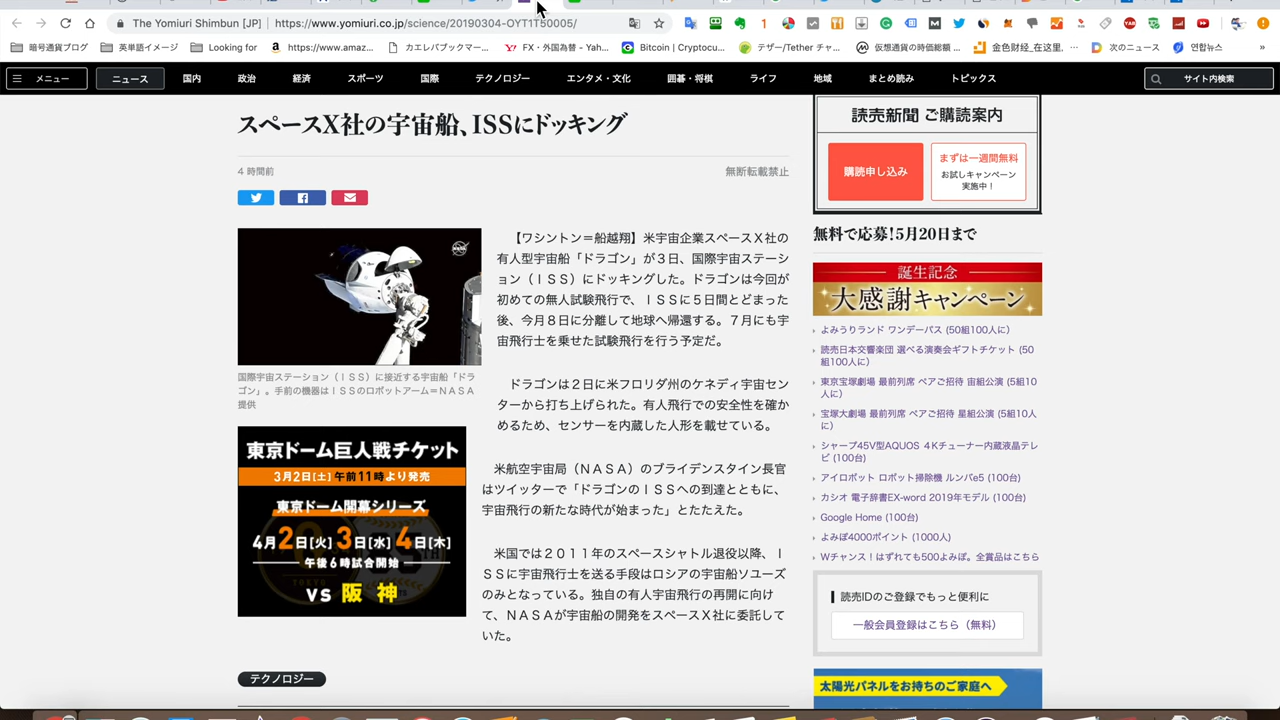 The Yomiuri Shimbun [JP]
https://www.yomiuri.co.jp/science/20190304-OYT1T50005/
暗号通貨ブログ
英単語イメージ
Looking for
https://www.amaz...
カエレバブックマー...
FX・外国為替 - Yah...
Bitcoin | Cryptocu...
テザー/Tether チャ...
仮想通貨の時価総額 ...
金色财经_在这里,...
次のニュース
연합뉴스
»
メニュー
ニュース
国内
政治
経済
スポーツ
国際
テクノロジー
エンタメ・文化
囲碁・将棋
ライフ
地域
まとめ読み
トピックス
サイト内検索
スペースX社の宇宙船、ISSにドッキング
4 時間前
無断転載禁止
【ワシントン=船越翔】米宇宙企業スペースX社の
有人型宇宙船「ドラゴン」が3日、国際宇宙ステーシ
ョン(ISS)にドッキングした。ドラゴンは今回が
初めての無人試験飛行で、ISSに5日間とどまった
後、今月8日に分離して地球へ帰還する。7月にも宇
宙飛行士を乗せた試験飛行を行う予定だ。
国際宇宙ステーション(ISS)に接近する宇宙船「ドラ
ゴン」。手前の機器はISSのロボットアーム=NASA
提供
ドラゴンは2日に米フロリダ州のケネディ宇宙セン
ターから打ち上げられた。有人飛行での安全性を確か
めるため、センサーを内蔵した人形を載せている。
米航空宇宙局(NASA)のブライデンスタイン長官
はツイッターで「ドラゴンのISSへの到達とともに、
宇宙飛行の新たな時代が始まった」とたたえた。
米国では2011年のスペースシャトル退役以降、I
SSに宇宙飛行士を送る手段はロシアの宇宙船ソユーズ
のみとなっている。独自の有人宇宙飛行の再開に向け
て、NASAが宇宙船の開発をスペースX社に委託して
いた。
東京ドーム巨人戦チケット
3月2日(土)午前11時より発売
東京ドーム開幕シリーズ
4月2日[火]3日[水]4日[木]
午後6時試合開始
VS 阪神
テクノロジー
読売新聞 ご購読案内
購読申し込み
まずは一週間無料
お試しキャンペーン
実施中!
無料で応募!5月20日まで
誕生記念
大感謝キャンペーン
よみうりランド ワンデーパス (50組100人に)
読売日本交響楽団 選べる演奏会ギフトチケット (50
組100人に)
東京宝塚劇場 最前列席 ペアご招待 宙組公演 (5組10
人に)
宝塚大劇場 最前列席 ペアご招待 星組公演 (5組10人
に)
シャープ45V型AQUOS 4Kチューナー内蔵液晶テレ
ビ (100台)
アイロボット ロボット掃除機 ルンバe5 (100台)
カシオ 電子辞書EX-word 2019年モデル (100台)
Google Home (100台)
よみぽ4000ポイント (1000人)
Wチャンス!はずれても500よみぽ。全賞品はこちら
読売IDのご登録でもっと便利に
一般会員登録はこちら(無料)
太陽光パネルをお持ちのご家庭へ